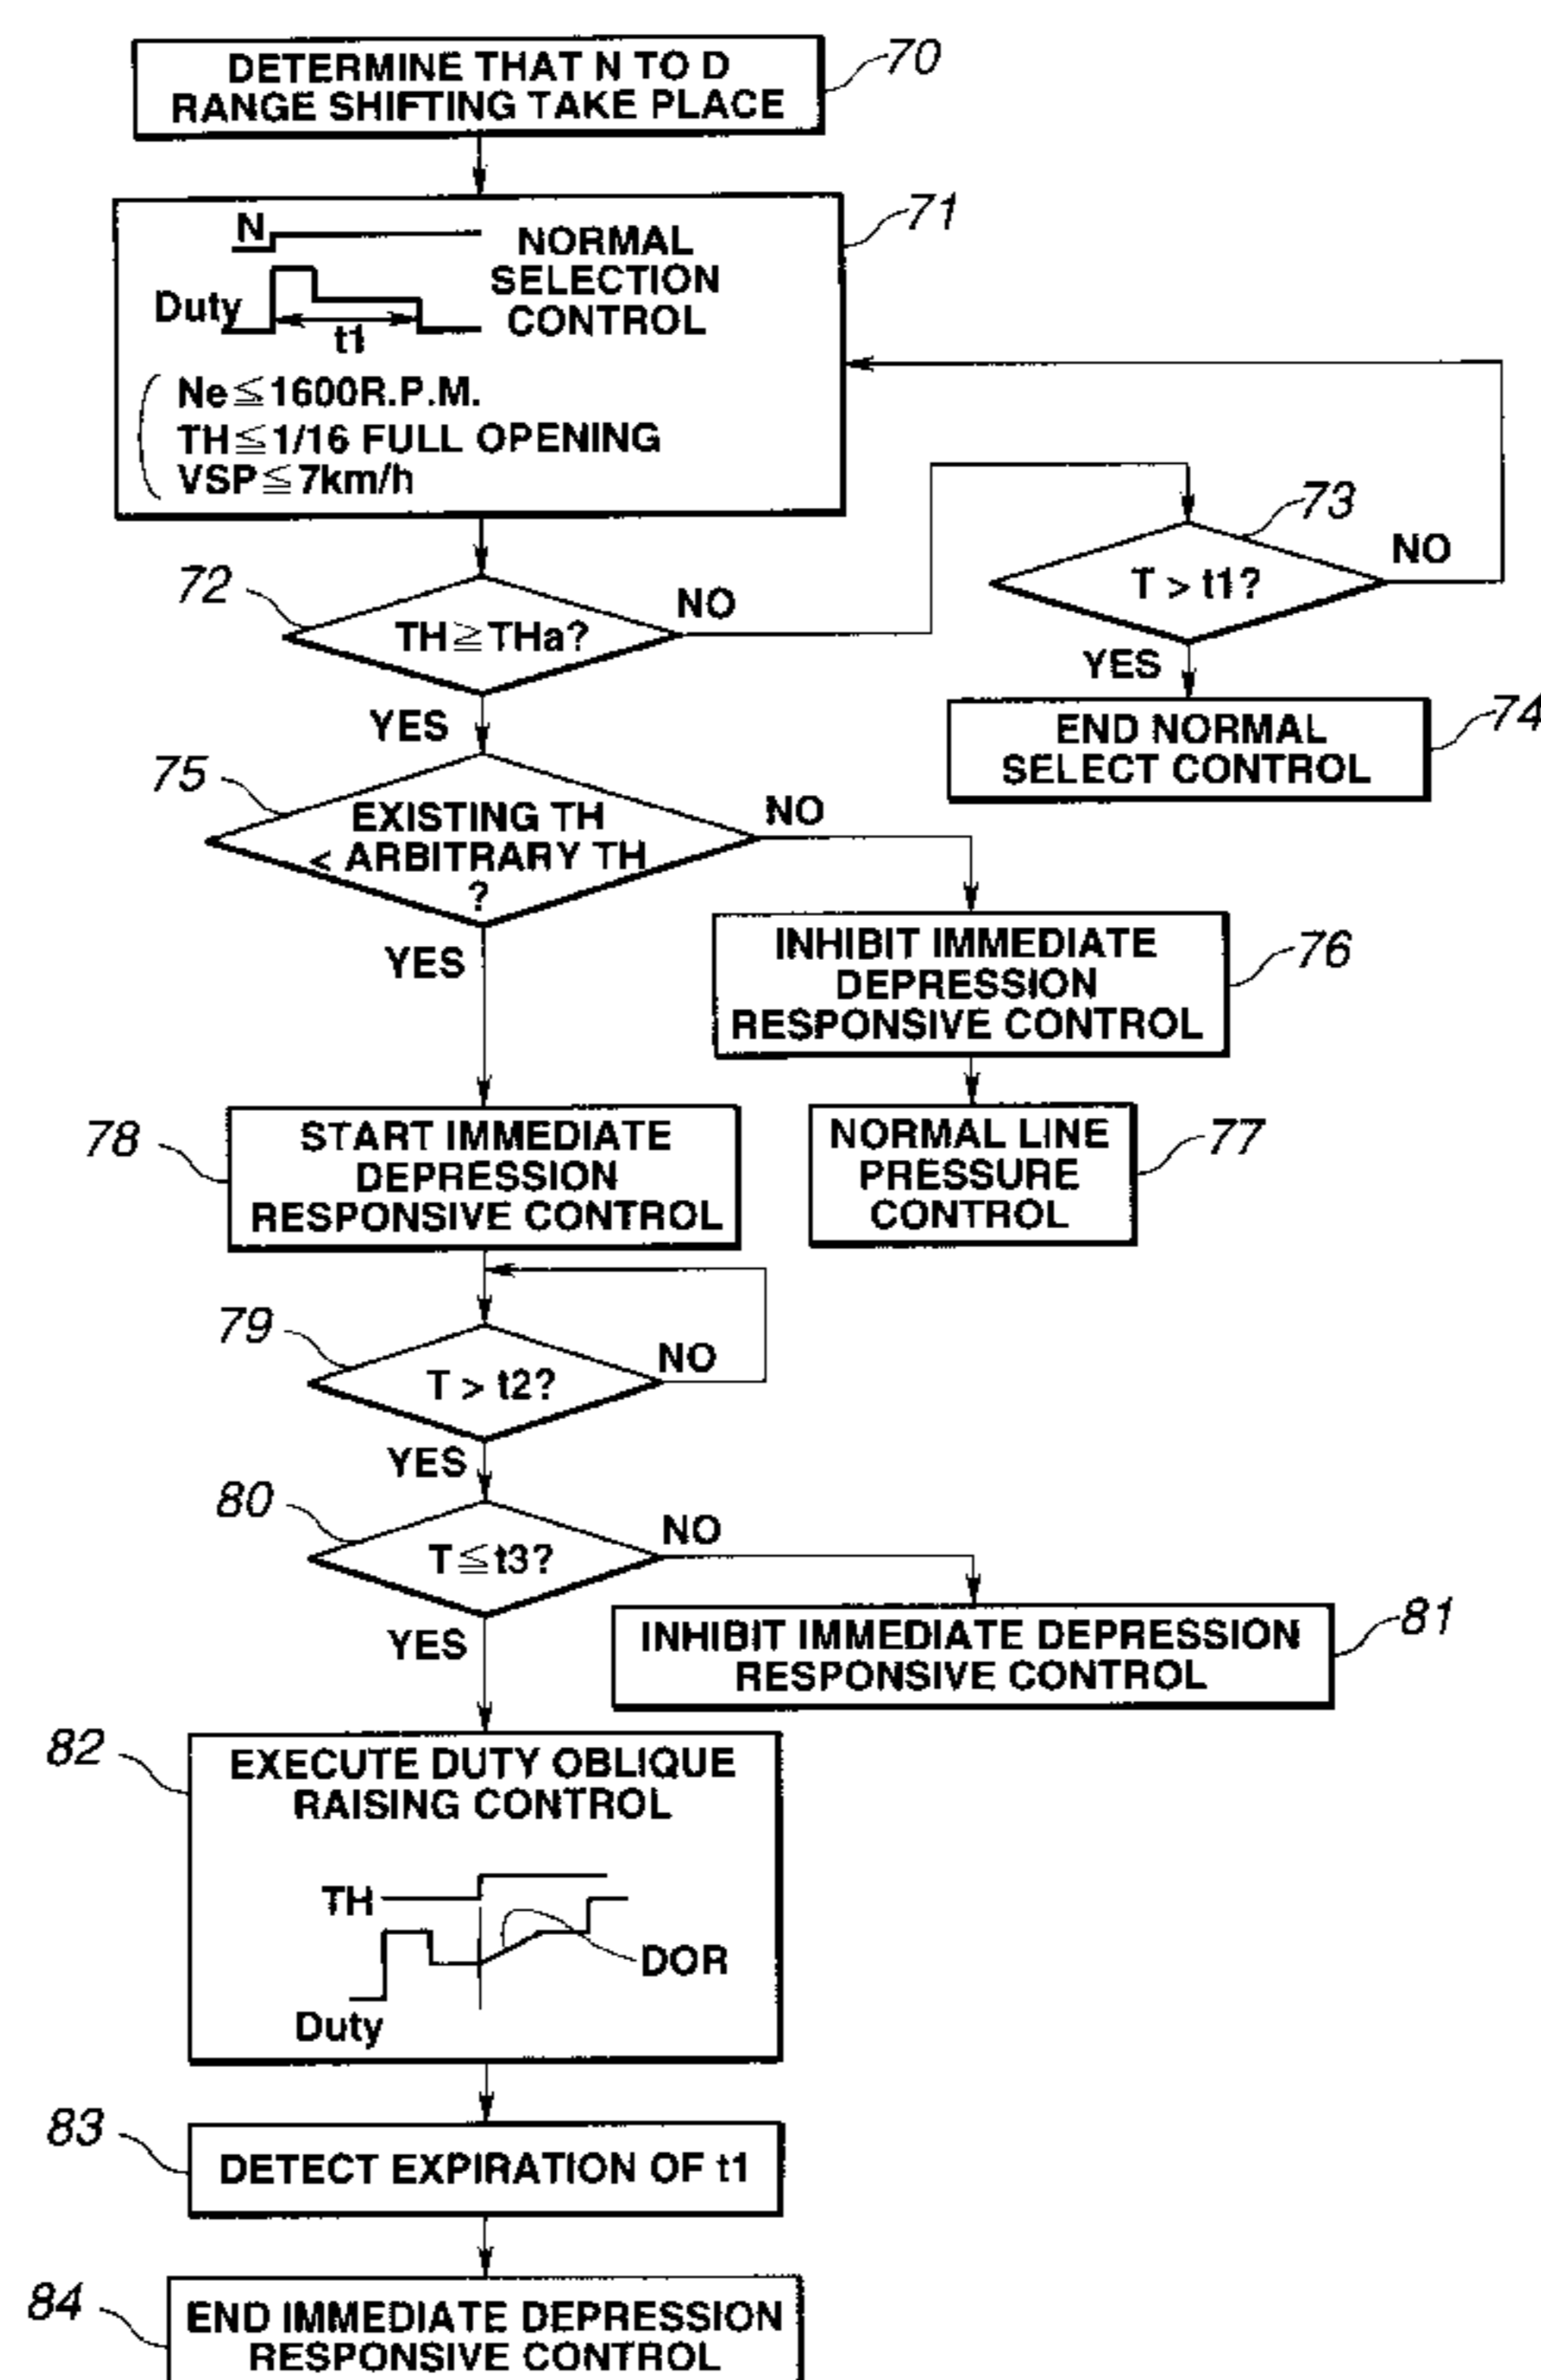 DETERMINE THAT N TO D
RANGE SHIFTING TAKE PLACE
70
71
N
NORMAL
SELECTION
CONTROL
Duty
t1
Ne≦1600R.P.M.
TH≦1/16 FULL OPENING
VSP≦7km/h
72
TH≧THa?
NO
YES
73
T > t1?
NO
YES
END NORMAL
SELECT CONTROL
74
75
EXISTING TH
< ARBITRARY TH
?
NO
YES
INHIBIT IMMEDIATE
DEPRESSION
RESPONSIVE CONTROL
76
NORMAL LINE
PRESSURE
CONTROL
77
78
START IMMEDIATE
DEPRESSION
RESPONSIVE CONTROL
79
T > t2?
NO
YES
80
T≦t3?
NO
YES
INHIBIT IMMEDIATE DEPRESSION
RESPONSIVE CONTROL
81
82
EXECUTE DUTY OBLIQUE
RAISING CONTROL
TH
DOR
Duty
83
DETECT EXPIRATION OF t1
84
END IMMEDIATE DEPRESSION
RESPONSIVE CONTROL